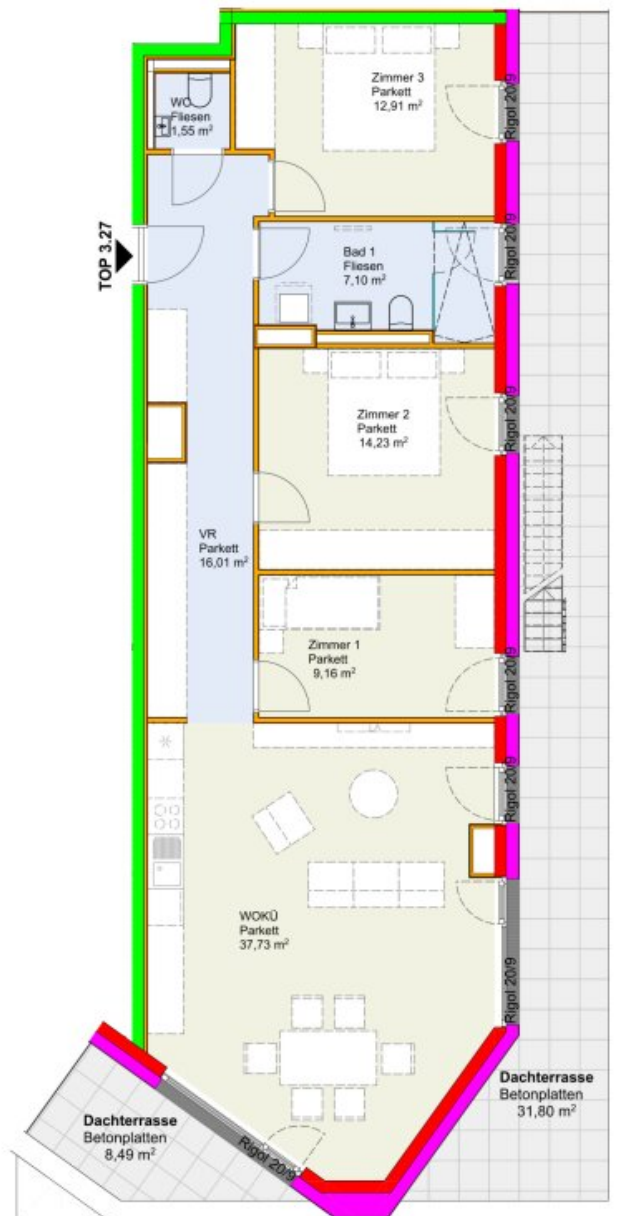 Zimmer 3
Parkett
12,91 m²
Rigol 20/9
WC
Fliesen
1,55 m²
TOP 3.27
Bad 1
Fliesen
7,10 m²
Rigol 20/9
Zimmer 2
Parkett
14,23 m²
Rigol 20/9
VR
Parkett
16,01 m²
Zimmer 1
Parkett
9,16 m²
Rigol 20/9
Rigol 20/9
WOKÜ
Parkett
37,73 m²
Rigol 20/9
Dachterrasse
Betonplatten
31,80 m²
Dachterrasse
Betonplatten
8,49 m²
Rigol 20/9